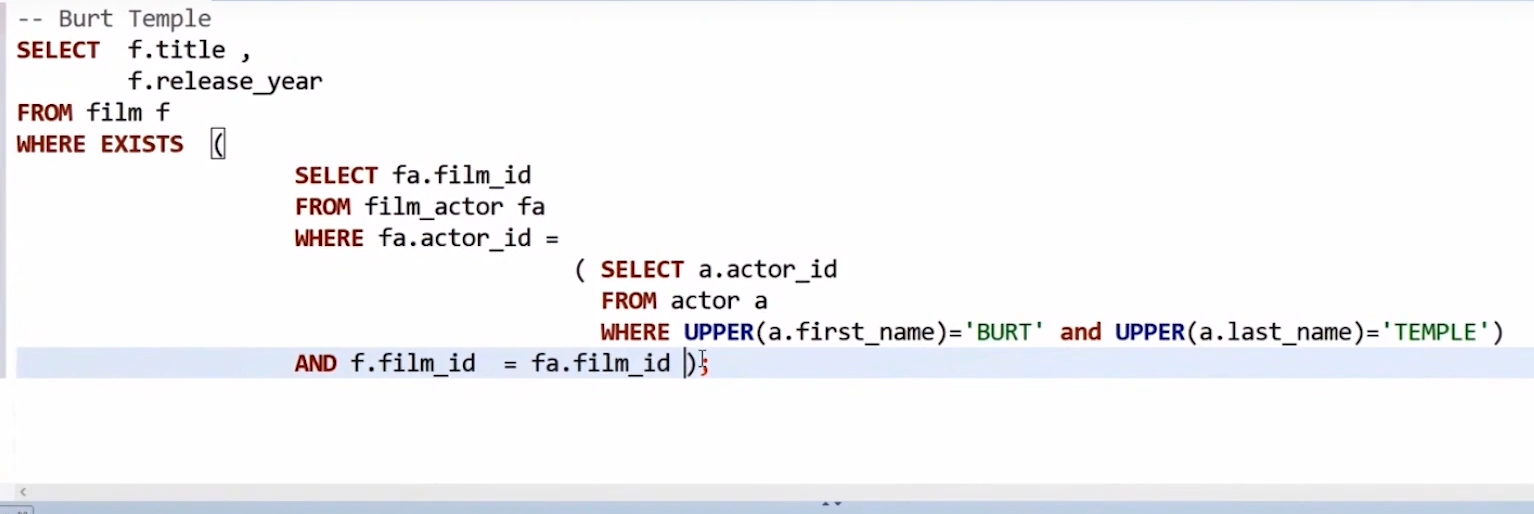 -- Burt Temple
SELECT  f.title ,
        f.release_year
FROM film f
WHERE EXISTS  (
                    SELECT fa.film_id
                    FROM film_actor fa
                    WHERE fa.actor_id =
                                        ( SELECT a.actor_id
                                          FROM actor a
                                          WHERE UPPER(a.first_name)='BURT' and UPPER(a.last_name)='TEMPLE')
                    AND f.film_id  = fa.film_id );